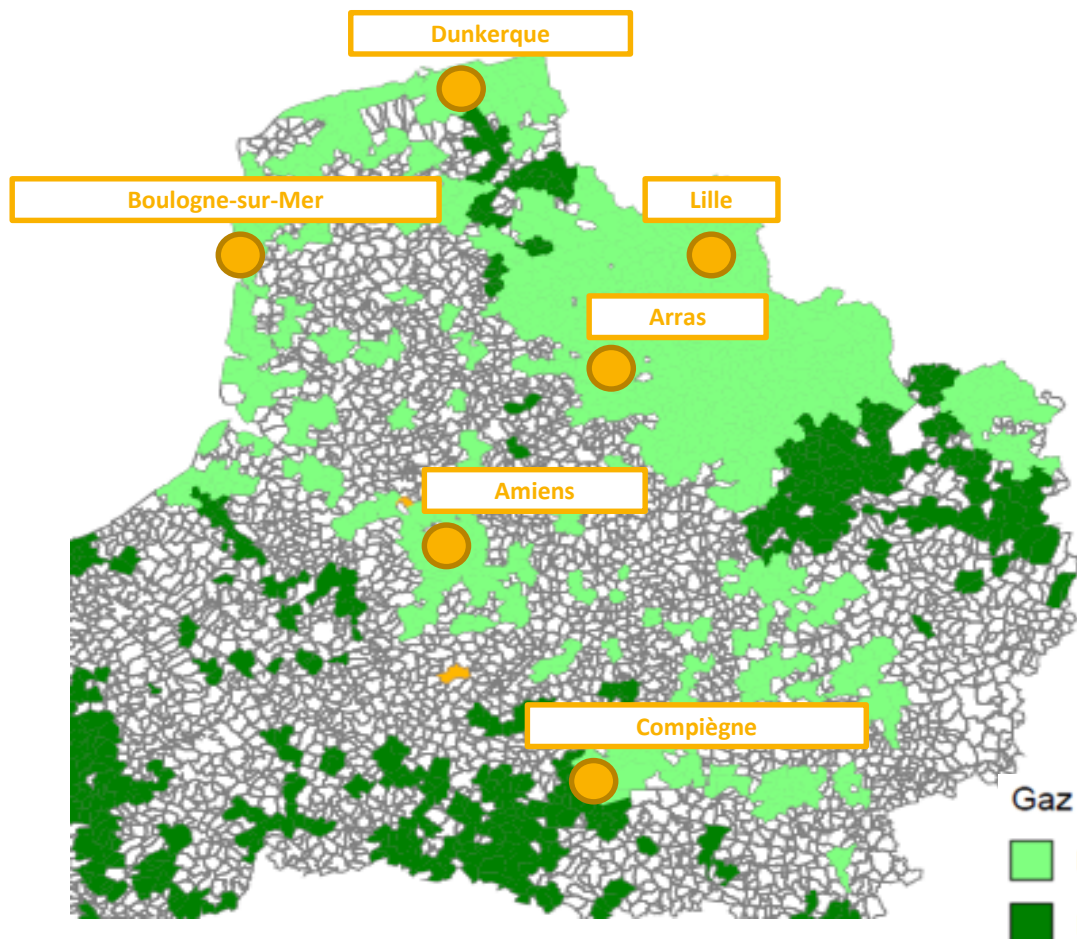 Dunkerque
Boulogne-sur-Mer
Lille
Arras
Amiens
Compiègne
Gaz